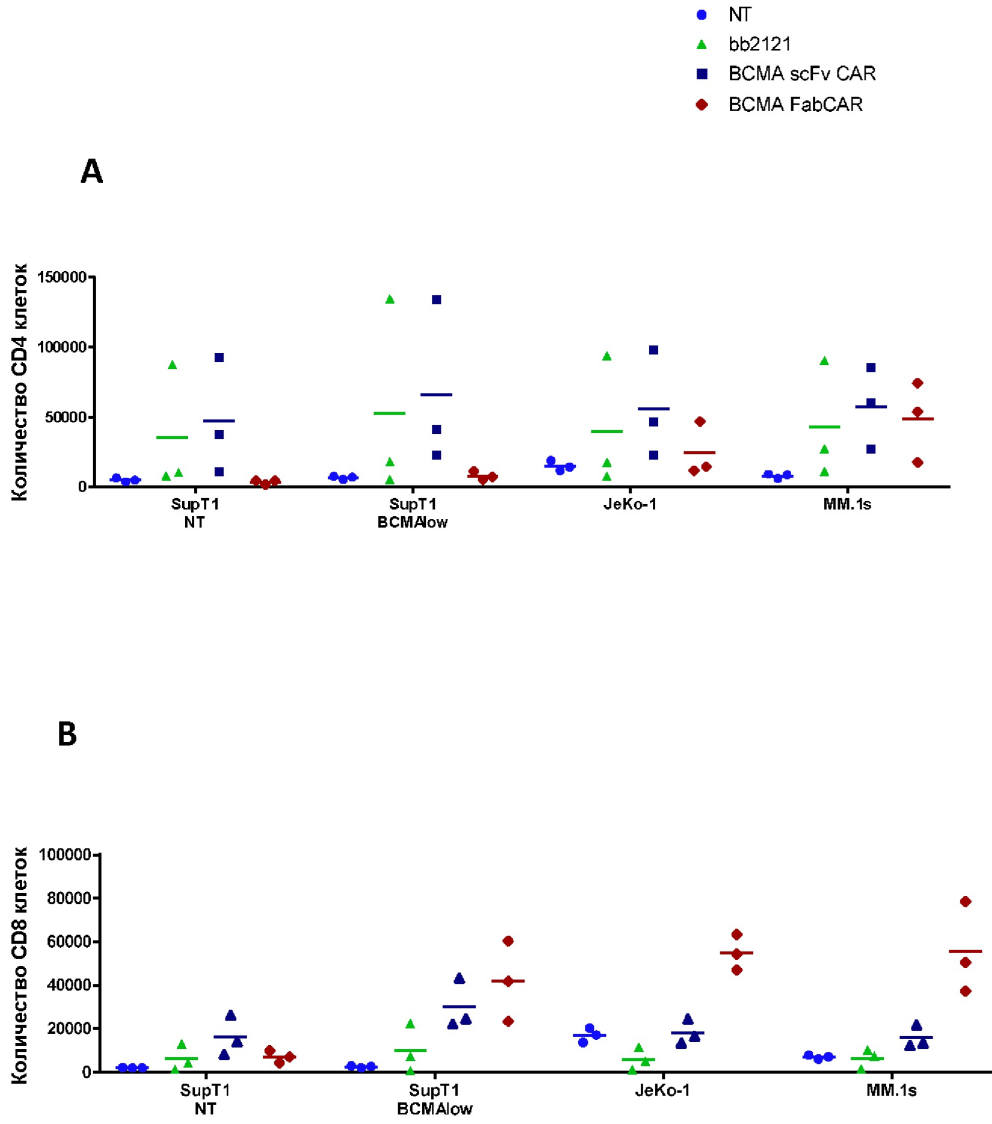 NT
bb2121
BCMA scFv CAR
BCMA FabCAR
A
Количество CD4 клеток
150000
100000
50000
0
SupT1
NT
SupT1
BCMAlow
JeKo-1
MM.1s
B
Количество CD8 клеток
100000
80000
60000
40000
20000
0
SupT1
NT
SupT1
BCMAlow
JeKo-1
MM.1s